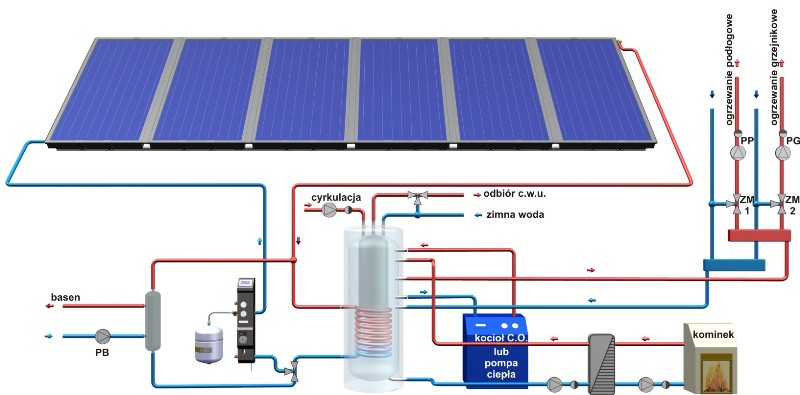 ogrzewanie podłogowe
ogrzewanie grzejnikowe
PP
PG
cyrkulacja
odbiór c.w.u.
zimna woda
ZM
1
ZM
2
basen
PB
kocioł C.O.
lub
pompa
ciepła
kominek